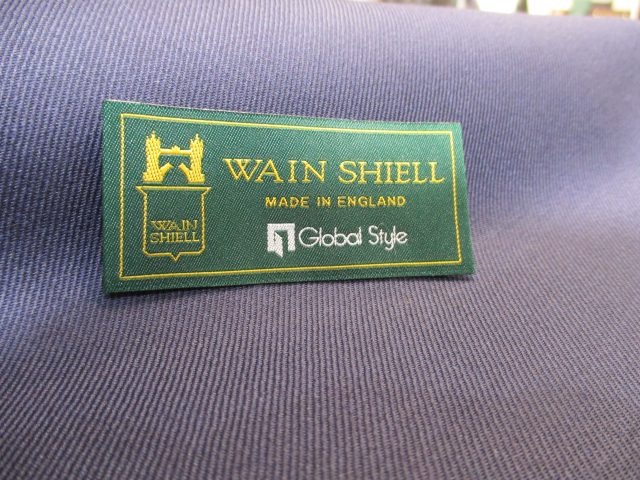 WAIN SHIELL
MADE IN ENGLAND
Global Style
WAIN
SHIELL